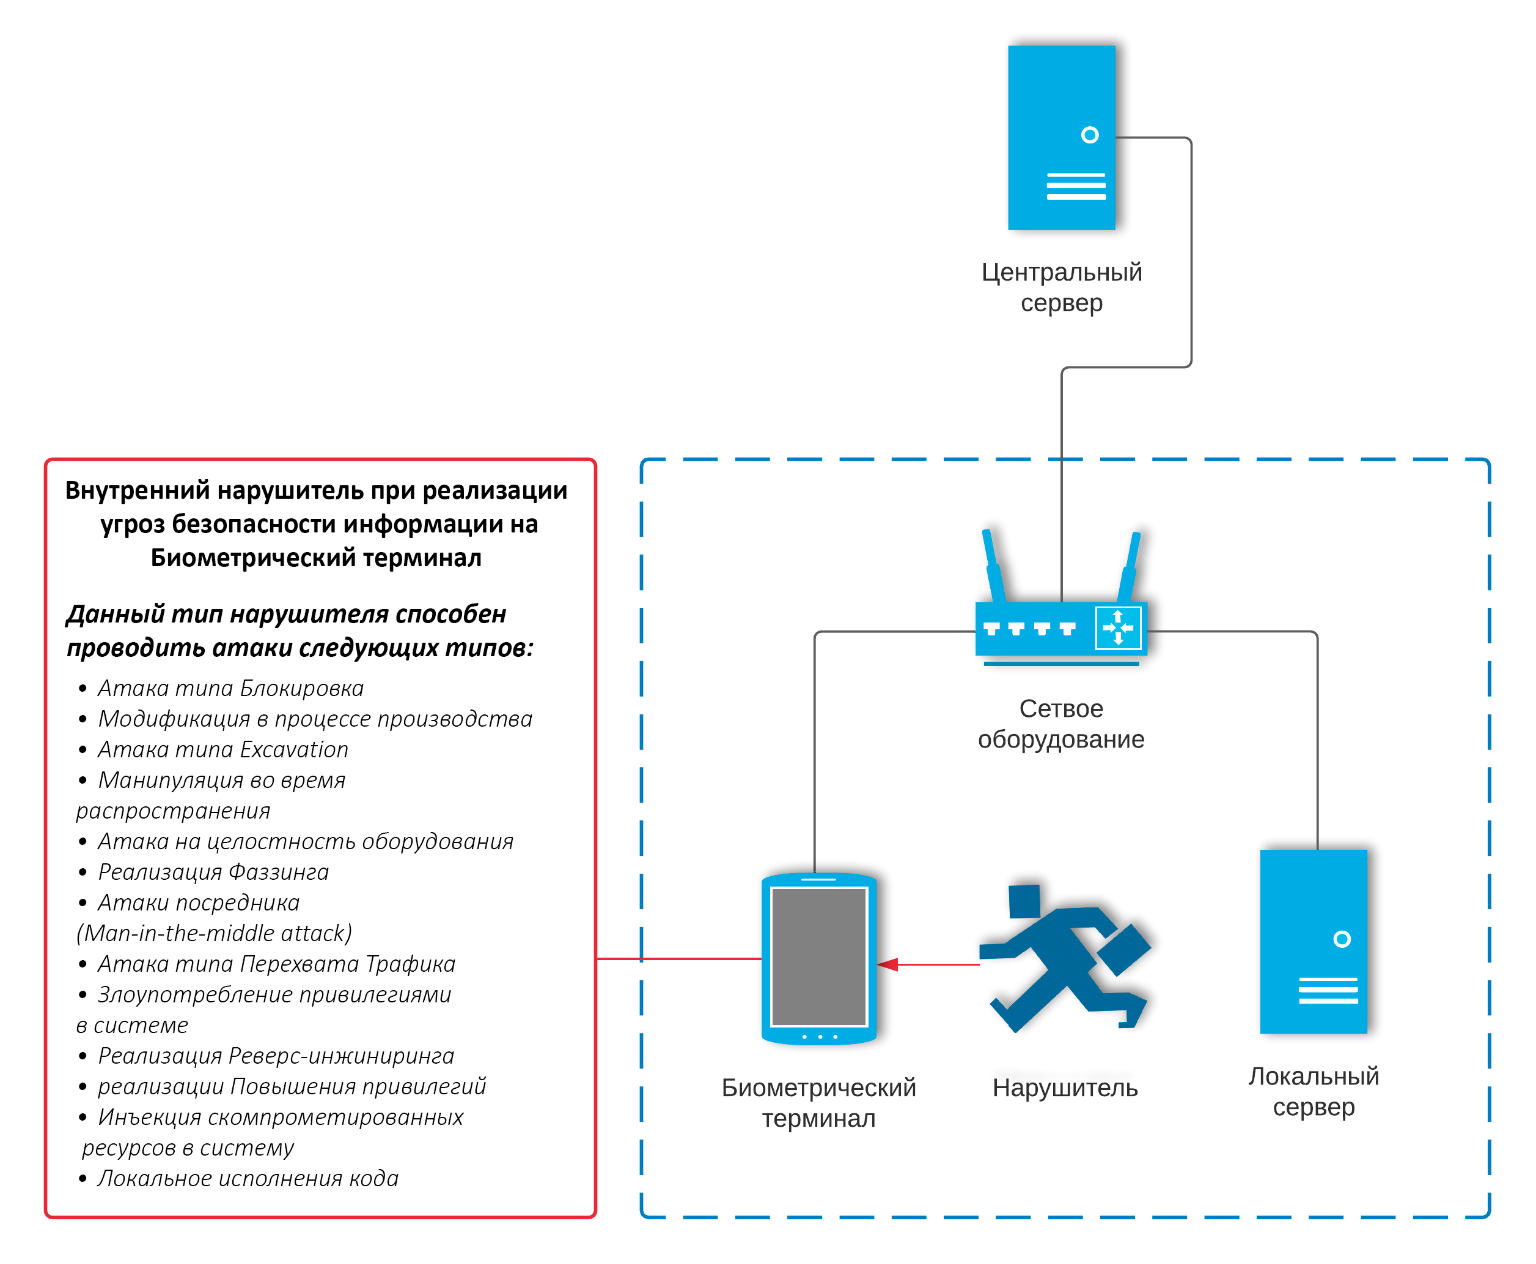 Центральный
сервер
Внутренний нарушитель при реализации
угроз безопасности информации на
Биометрический терминал
Данный тип нарушителя способен
проводить атаки следующих типов:
• Атака типа Блокировка
• Модификация в процессе производства
• Атака типа Excavation
• Манипуляция во время
распространения
• Атака на целостность оборудования
• Реализация Фаззинга
• Атаки посредника
(Man-in-the-middle attack)
• Атака типа Перехвата Трафика
• Злоупотребление привилегиями
в системе
• Реализация Реверс-инжиниринга
• реализации Повышения привилегий
• Инъекция скомпрометированных
ресурсов в систему
• Локальное исполнения кода
Сетвое
оборудование
Биометрический
терминал
Нарушитель
Локальный
сервер